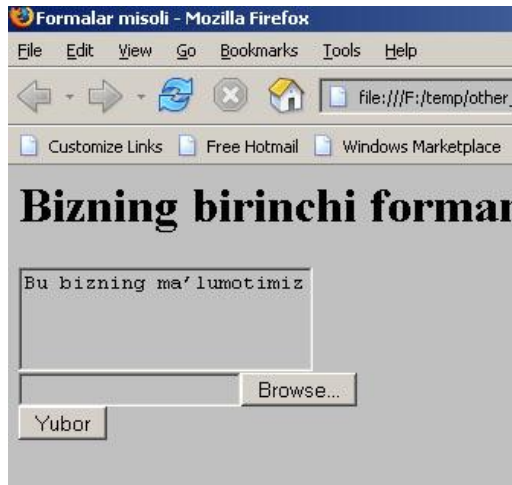 Formalar misoli - Mozilla Firefox
File Edit View Go Bookmarks Tools Help
file:///F:/temp/other_
Customize Links Free Hotmail Windows Marketplace
Bizning birinchi formam
Bu bizning ma’lumotimiz
Browse...
Yubor